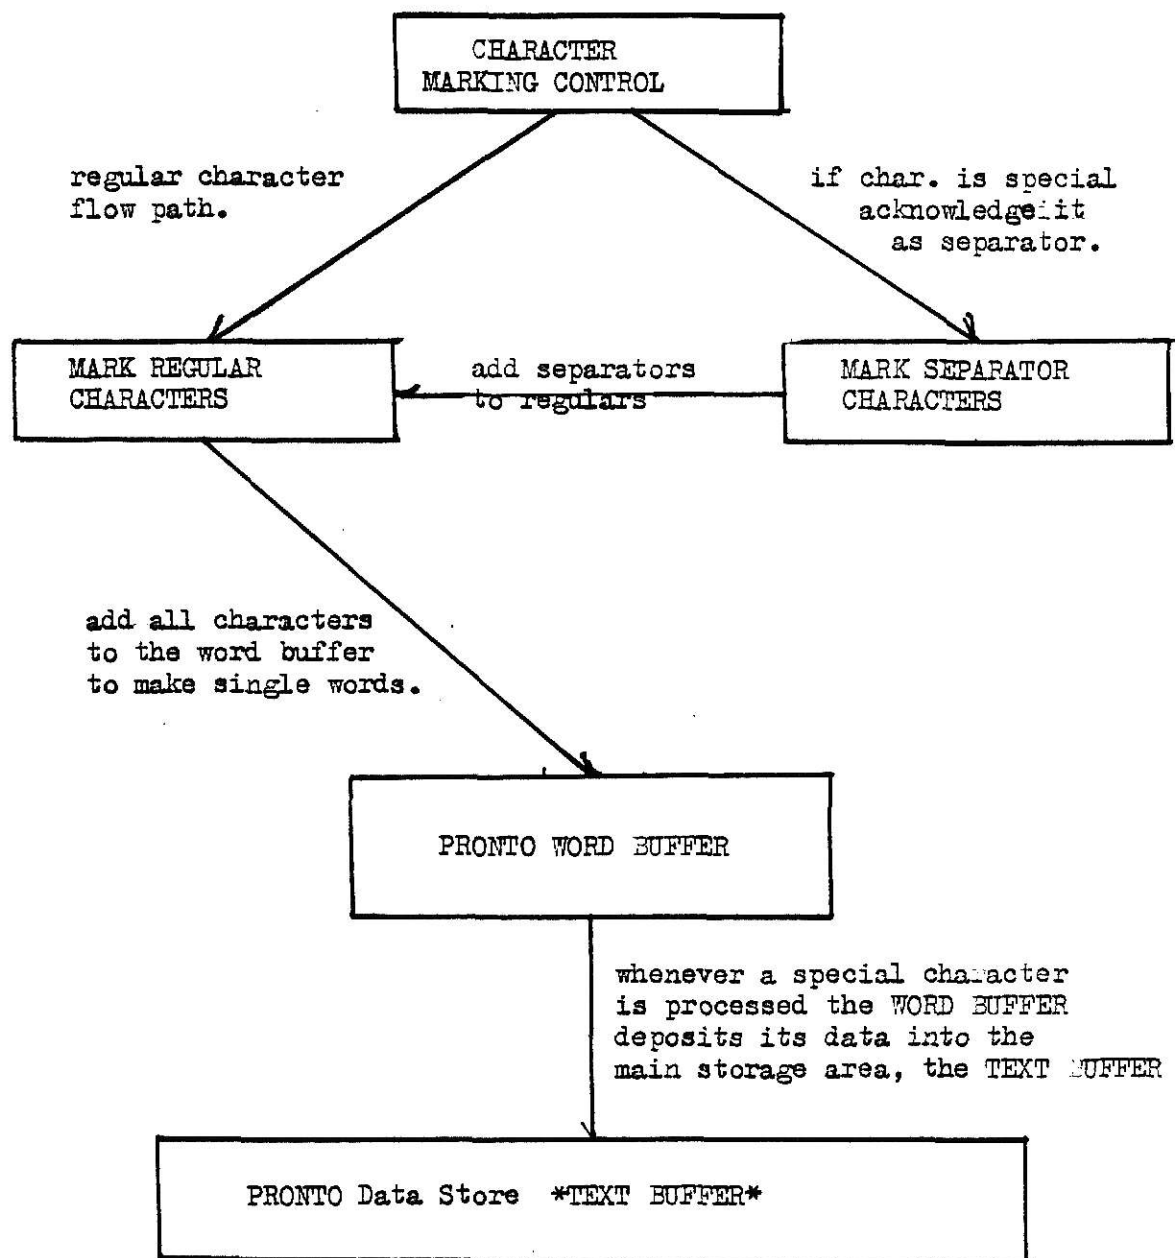 CHARACTER
MARKING CONTROL
regular character
flow path.
if char. is special
acknowledge it
as separator.
MARK REGULAR
CHARACTERS
add separators
to regulars
MARK SEPARATOR
CHARACTERS
add all characters
to the word buffer
to make single words.
PRONTO WORD BUFFER
whenever a special character
is processed the WORD BUFFER
deposits its data into the
main storage area, the TEXT BUFFER
PRONTO Data Store *TEXT BUFFER*